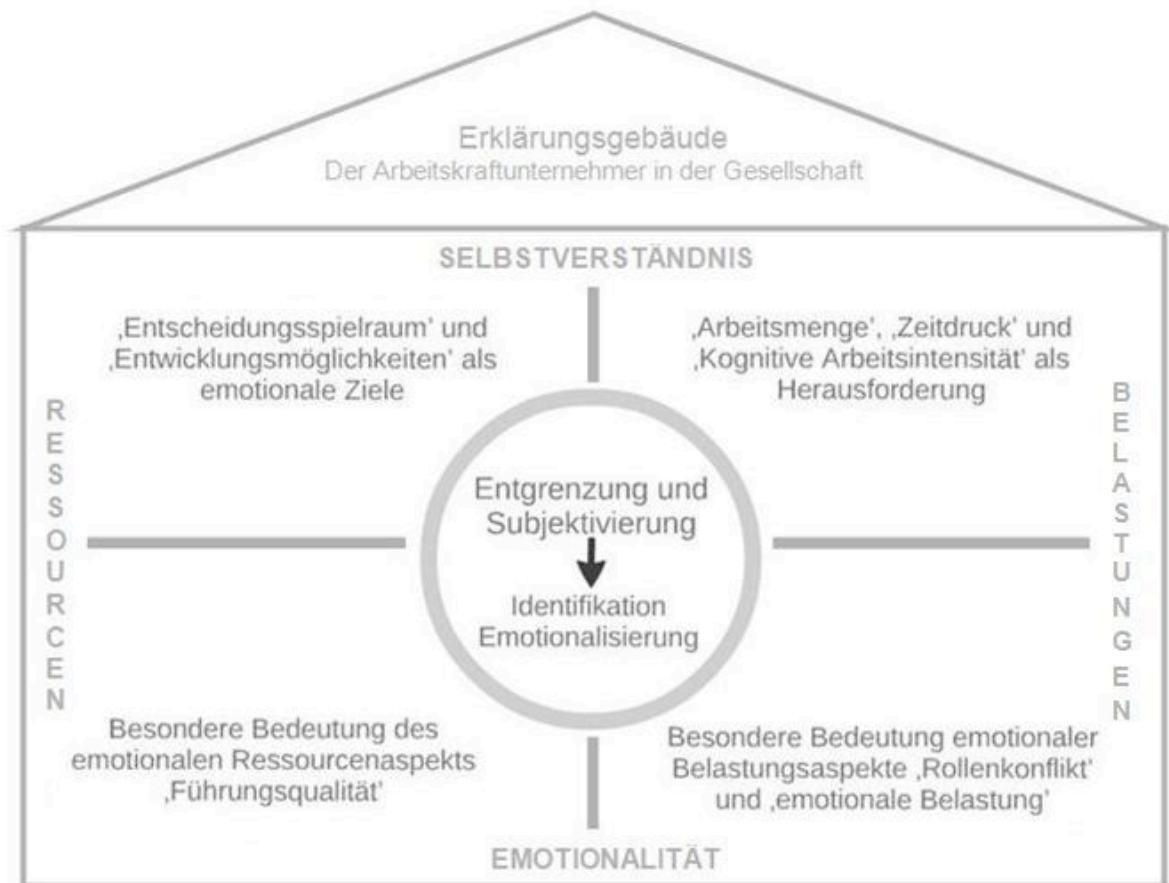 Erklärungsgebäude
Der Arbeitskraftunternehmer in der Gesellschaft
SELBSTVERSTÄNDNIS
‚Entscheidungsspielraum’ und
‚Entwicklungsmöglichkeiten’ als
emotionale Ziele
‚Arbeitsmenge’, ‚Zeitdruck’ und
‚Kognitive Arbeitsintensität’ als
Herausforderung
RESSOURCEN
Entgrenzung und
Subjektivierung
Identifikation
Emotionalisierung
BELASTUNGEN
Besondere Bedeutung des
emotionalen Ressourcenaspekts
‚Führungsqualität’
Besondere Bedeutung emotionaler
Belastungsaspekte ‚Rollenkonflikt’
und ‚emotionale Belastung’
EMOTIONALITÄT